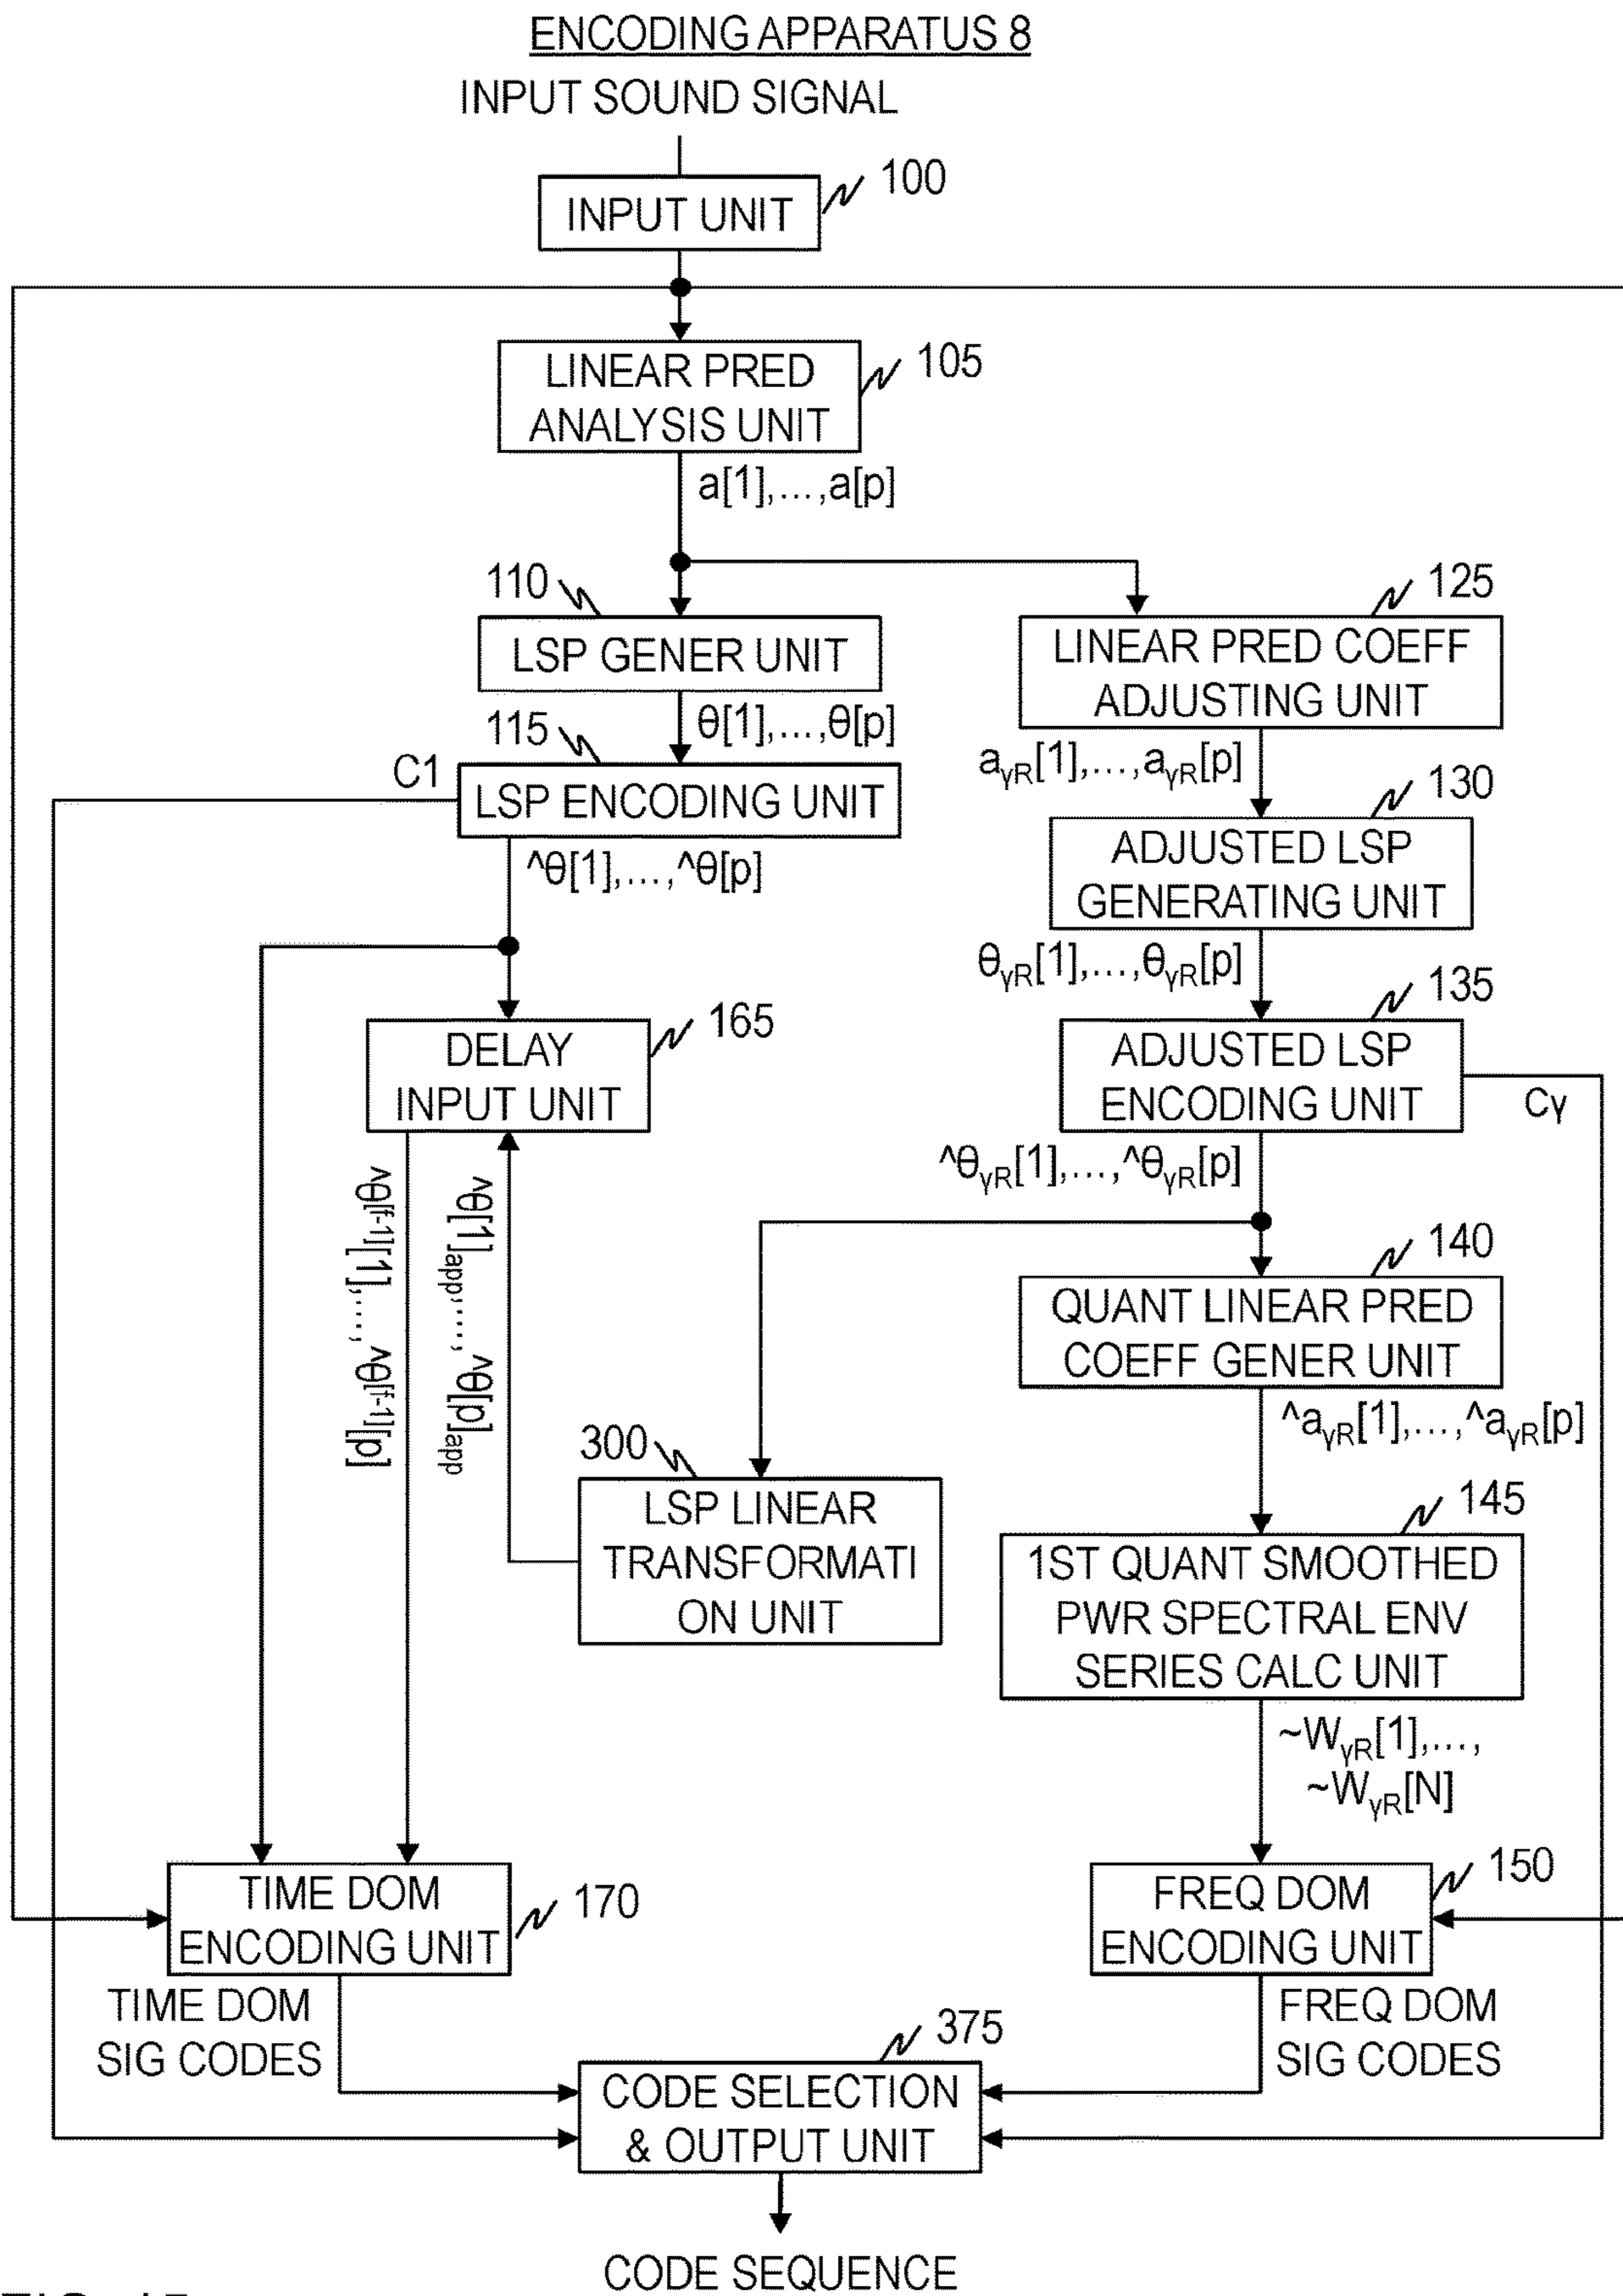 ENCODING APPARATUS 8
INPUT SOUND SIGNAL
100
INPUT UNIT
105
LINEAR PRED
ANALYSIS UNIT
a[1],...,a[p]
110
LSP GENER UNIT
125
LINEAR PRED COEFF
ADJUSTING UNIT
θ[1],...,θ[p]
115
C1
LSP ENCODING UNIT
aγR[1],...,aγR[p]
130
ADJUSTED LSP
GENERATING UNIT
^θ[1],...,^θ[p]
θγR[1],...,θγR[p]
135
165
DELAY
INPUT UNIT
ADJUSTED LSP
ENCODING UNIT
Cγ
^θγR[1],...,^θγR[p]
^θ[f-1][1],...,^θ[f-1][p]
^θ[1]app,...,^θ[p]app
140
QUANT LINEAR PRED
COEFF GENER UNIT
^aγR[1],...,^aγR[p]
300
LSP LINEAR
TRANSFORMATI
ON UNIT
145
1ST QUANT SMOOTHED
PWR SPECTRAL ENV
SERIES CALC UNIT
~WγR[1],...,
~WγR[N]
TIME DOM
ENCODING UNIT
170
150
FREQ DOM
ENCODING UNIT
TIME DOM
SIG CODES
FREQ DOM
SIG CODES
375
CODE SELECTION
& OUTPUT UNIT
CODE SEQUENCE